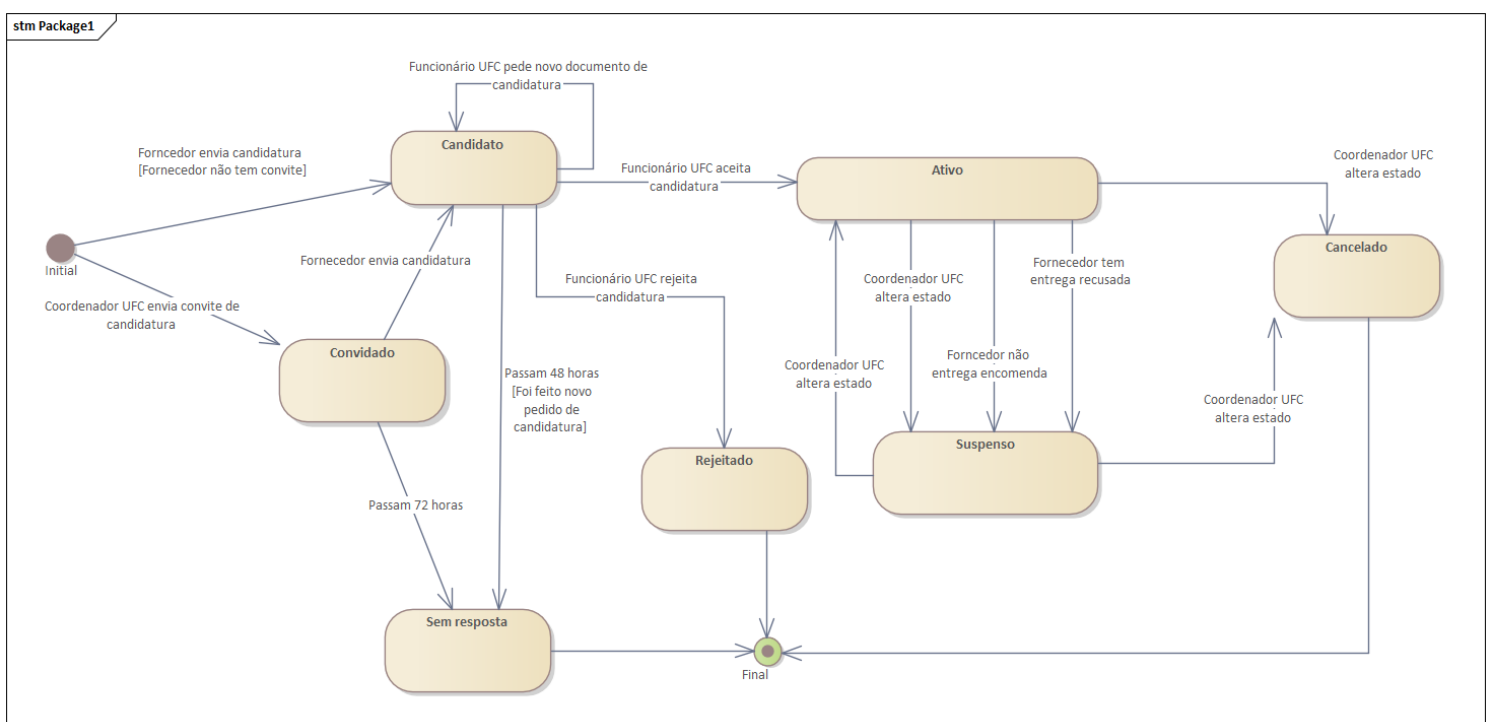 stm Package1
Funcionário UFC pede novo documento de
candidatura
Candidato
Forncedor envia candidatura
[Fornecedor não tem convite]
Funcionário UFC aceita
candidatura
Ativo
Coordenador UFC
altera estado
Initial
Fornecedor envia candidatura
Funcionário UFC rejeita
candidatura
Coordenador UFC
altera estado
Fornecedor tem
entrega recusada
Cancelado
Coordenador UFC envia convite de
candidatura
Convidado
Passam 48 horas
[Foi feito novo
pedido de
candidatura]
Coordenador UFC
altera estado
Forncedor não
entrega encomenda
Coordenador UFC
altera estado
Rejeitado
Suspenso
Passam 72 horas
Sem resposta
Final